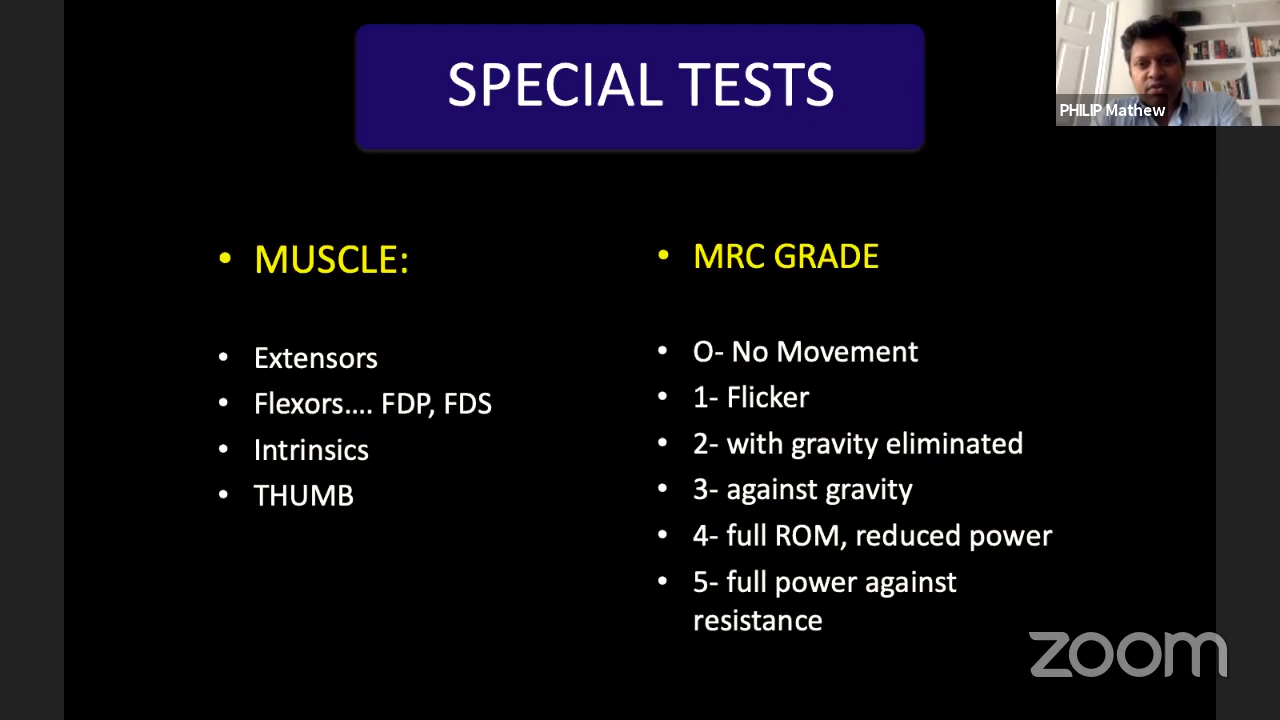 SPECIAL TESTS
PHILIP Mathew
• MUSCLE:
• Extensors
• Flexors.... FDP, FDS
• Intrinsics
• THUMB
• MRC GRADE
• O- No Movement
• 1- Flicker
• 2- with gravity eliminated
• 3- against gravity
• 4- full ROM, reduced power
• 5- full power against
resistance
zoom